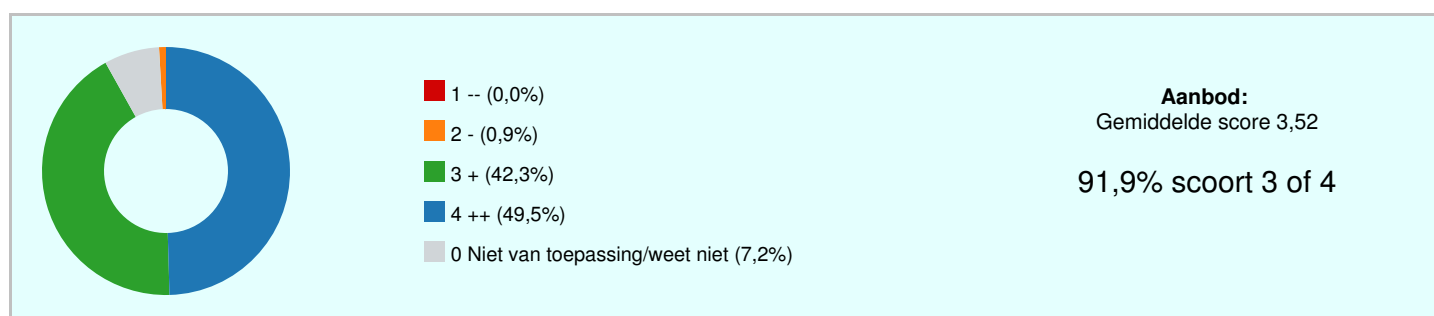 1 -- (0,0%)
2 - (0,9%)
3 + (42,3%)
4 ++ (49,5%)
0 Niet van toepassing/weet niet (7,2%)
Aanbod:
Gemiddelde score 3,52
91,9% scoort 3 of 4